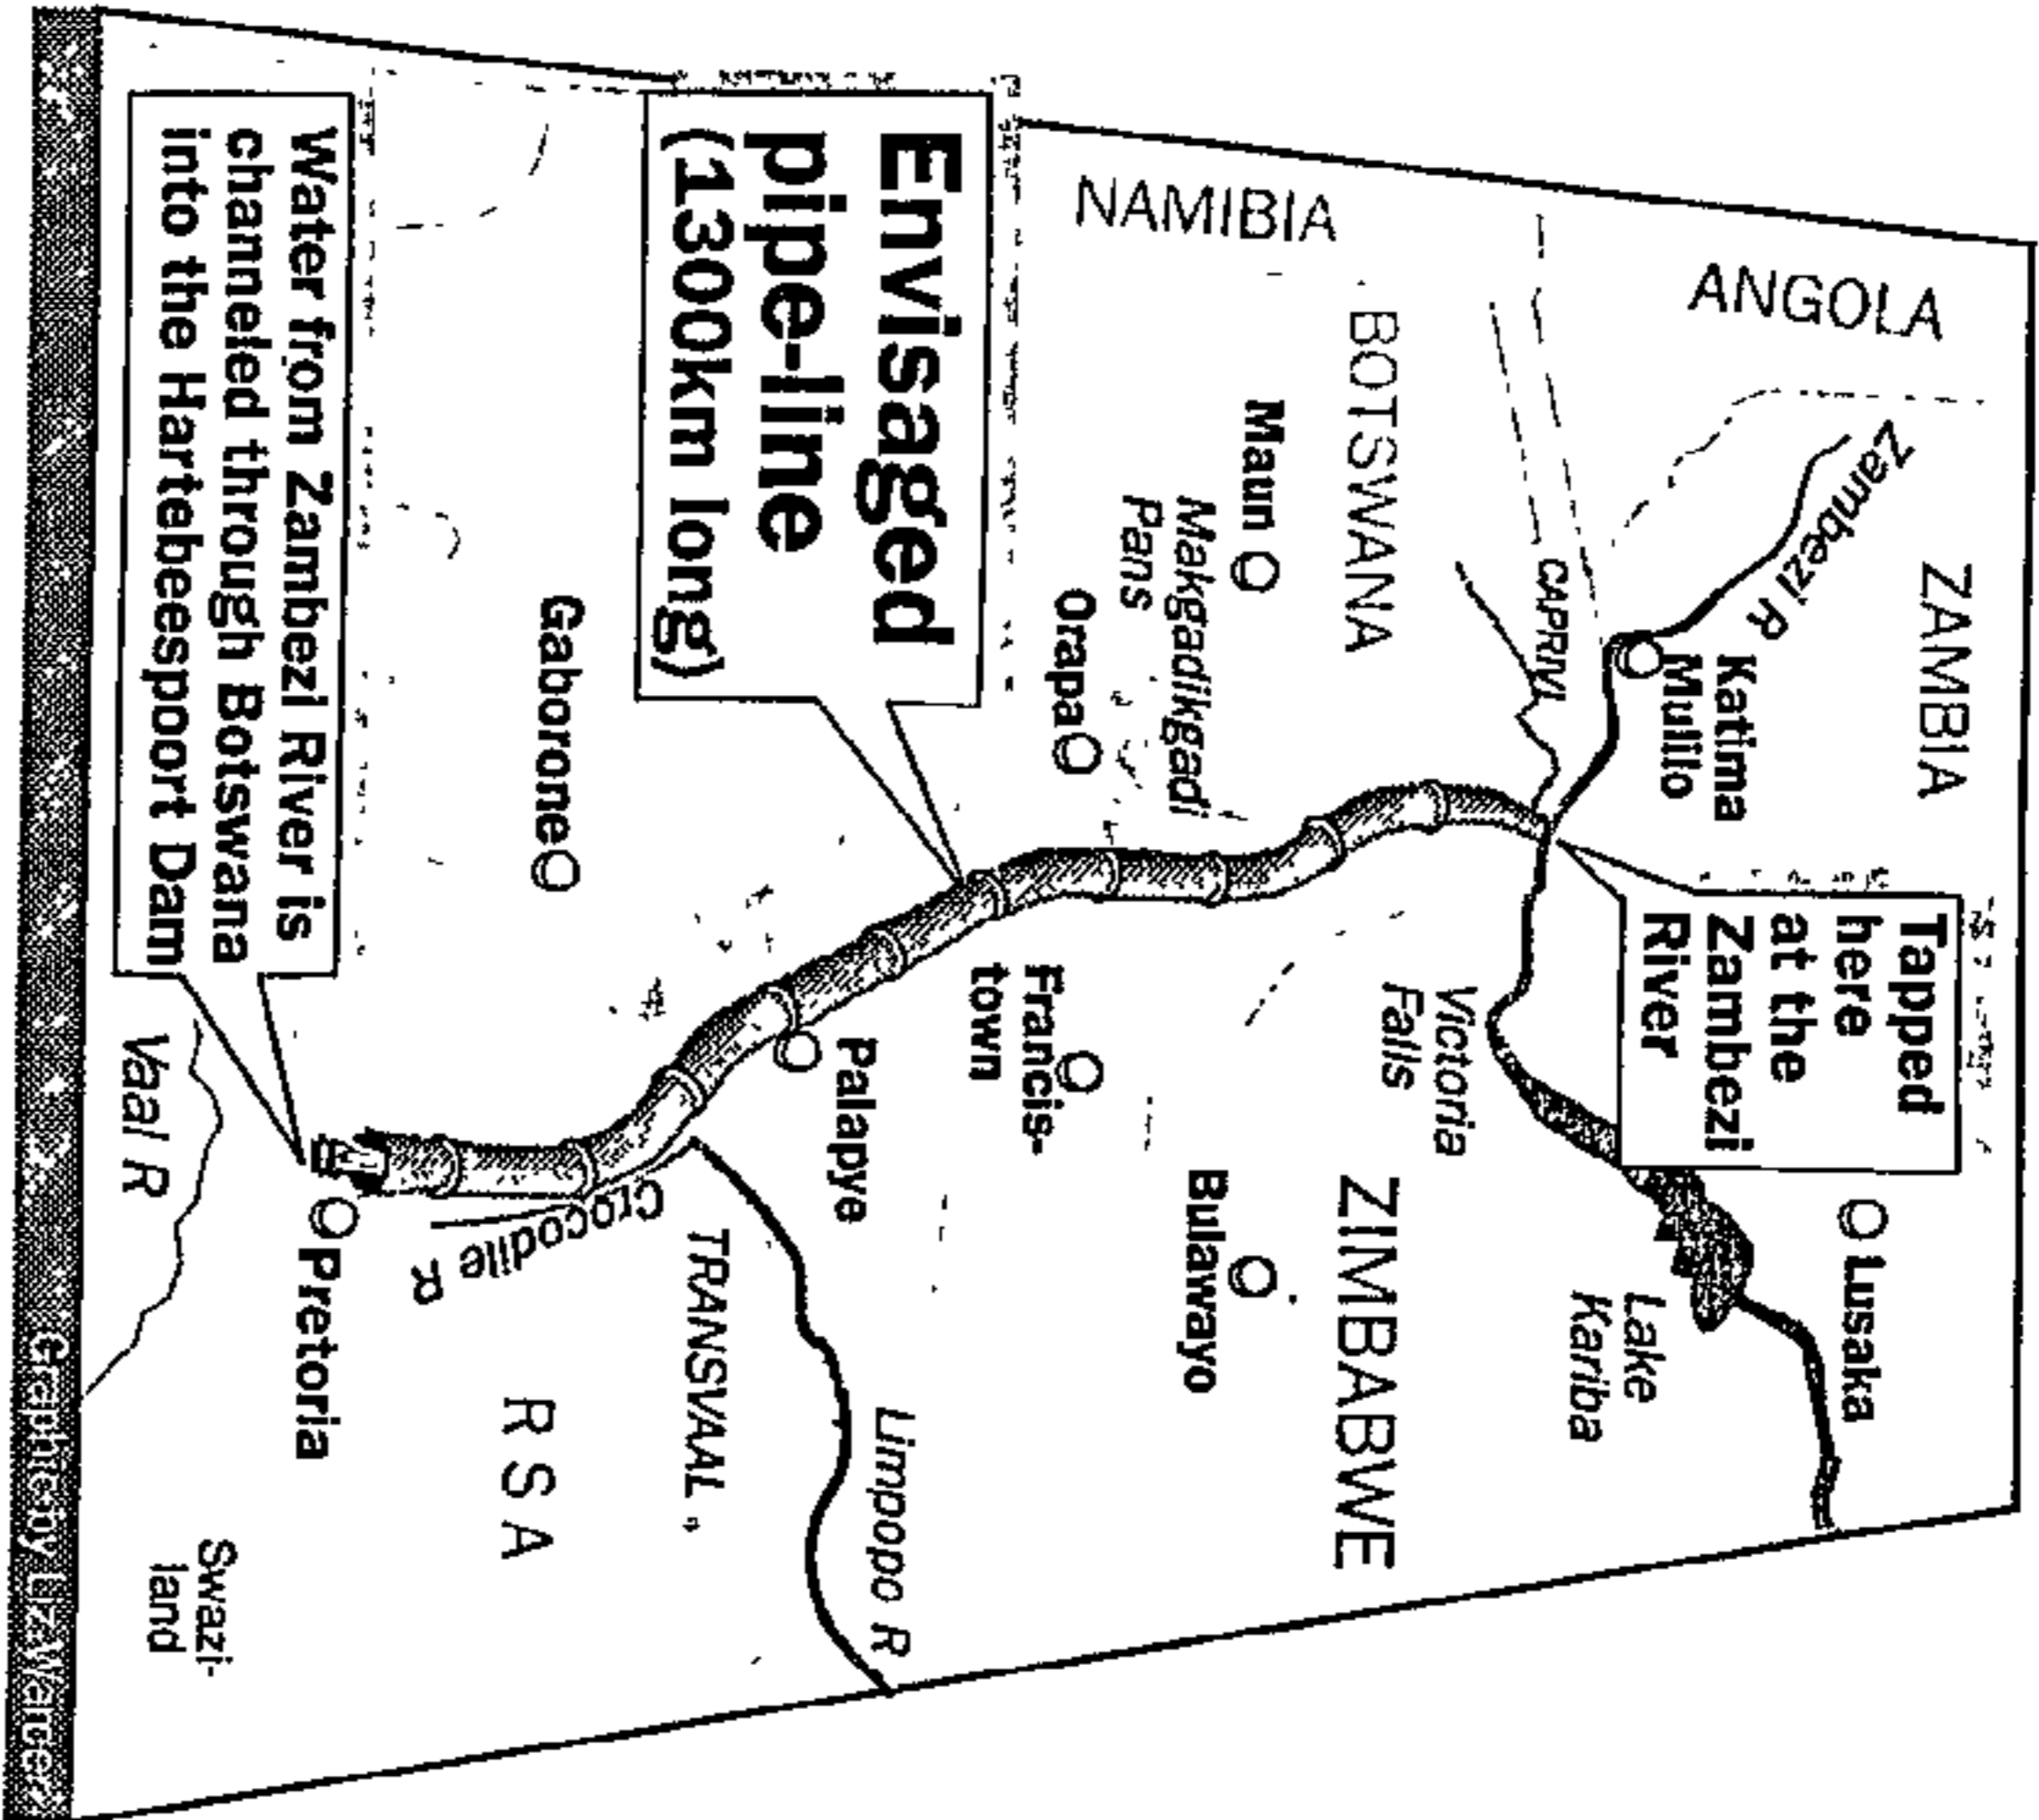 ANGOLA
ZAMBIA
Zambezi R
Katima
Mulilo
Tapped
here
at the
Zambezi
River
Lusaka
CAPRIVI
NAMIBIA
BOTSWANA
Maun
Makgadikgadi
Pans
Orapa
Victoria
Falls
Lake
Kariba
ZIMBABWE
Bulawayo
Francis-
town
Envisaged
pipe-line
(1300km long)
Palapye
Limpopo R
TRANSVAAL
Crocodile R
Gaborone
R S A
Pretoria
Water from Zambezi River is
channeled through Botswana
into the Hartebeespoort Dam
Vaal R
Swazi-
land
Graphic by